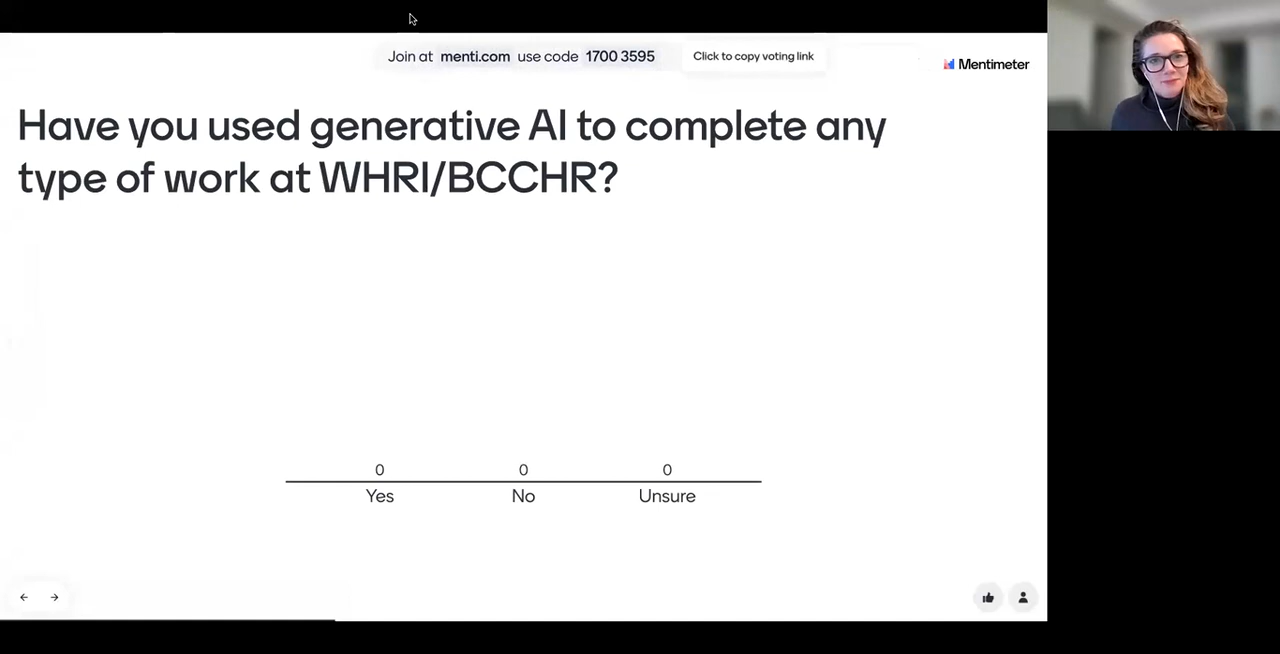 Join at menti.com use code 1700 3595
Click to copy voting link
Mentimeter
Have you used generative AI to complete any
type of work at WHRI/BCCHR?
0 0 0
Yes No Unsure